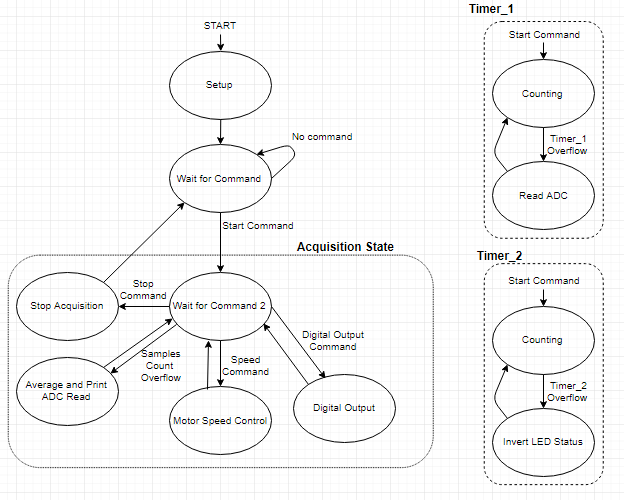 START
Setup
No command
Wait for Command
Start Command
Acquisition State
Stop Acquisition
Stop
Command
Wait for Command 2
Digital Output
Command
Samples
Count
Overflow
Speed
Command
Average and Print
ADC Read
Motor Speed Control
Digital Output
Timer_1
Start Command
Counting
Timer_1
Overflow
Read ADC
Timer_2
Start Command
Counting
Timer_2
Overflow
Invert LED Status